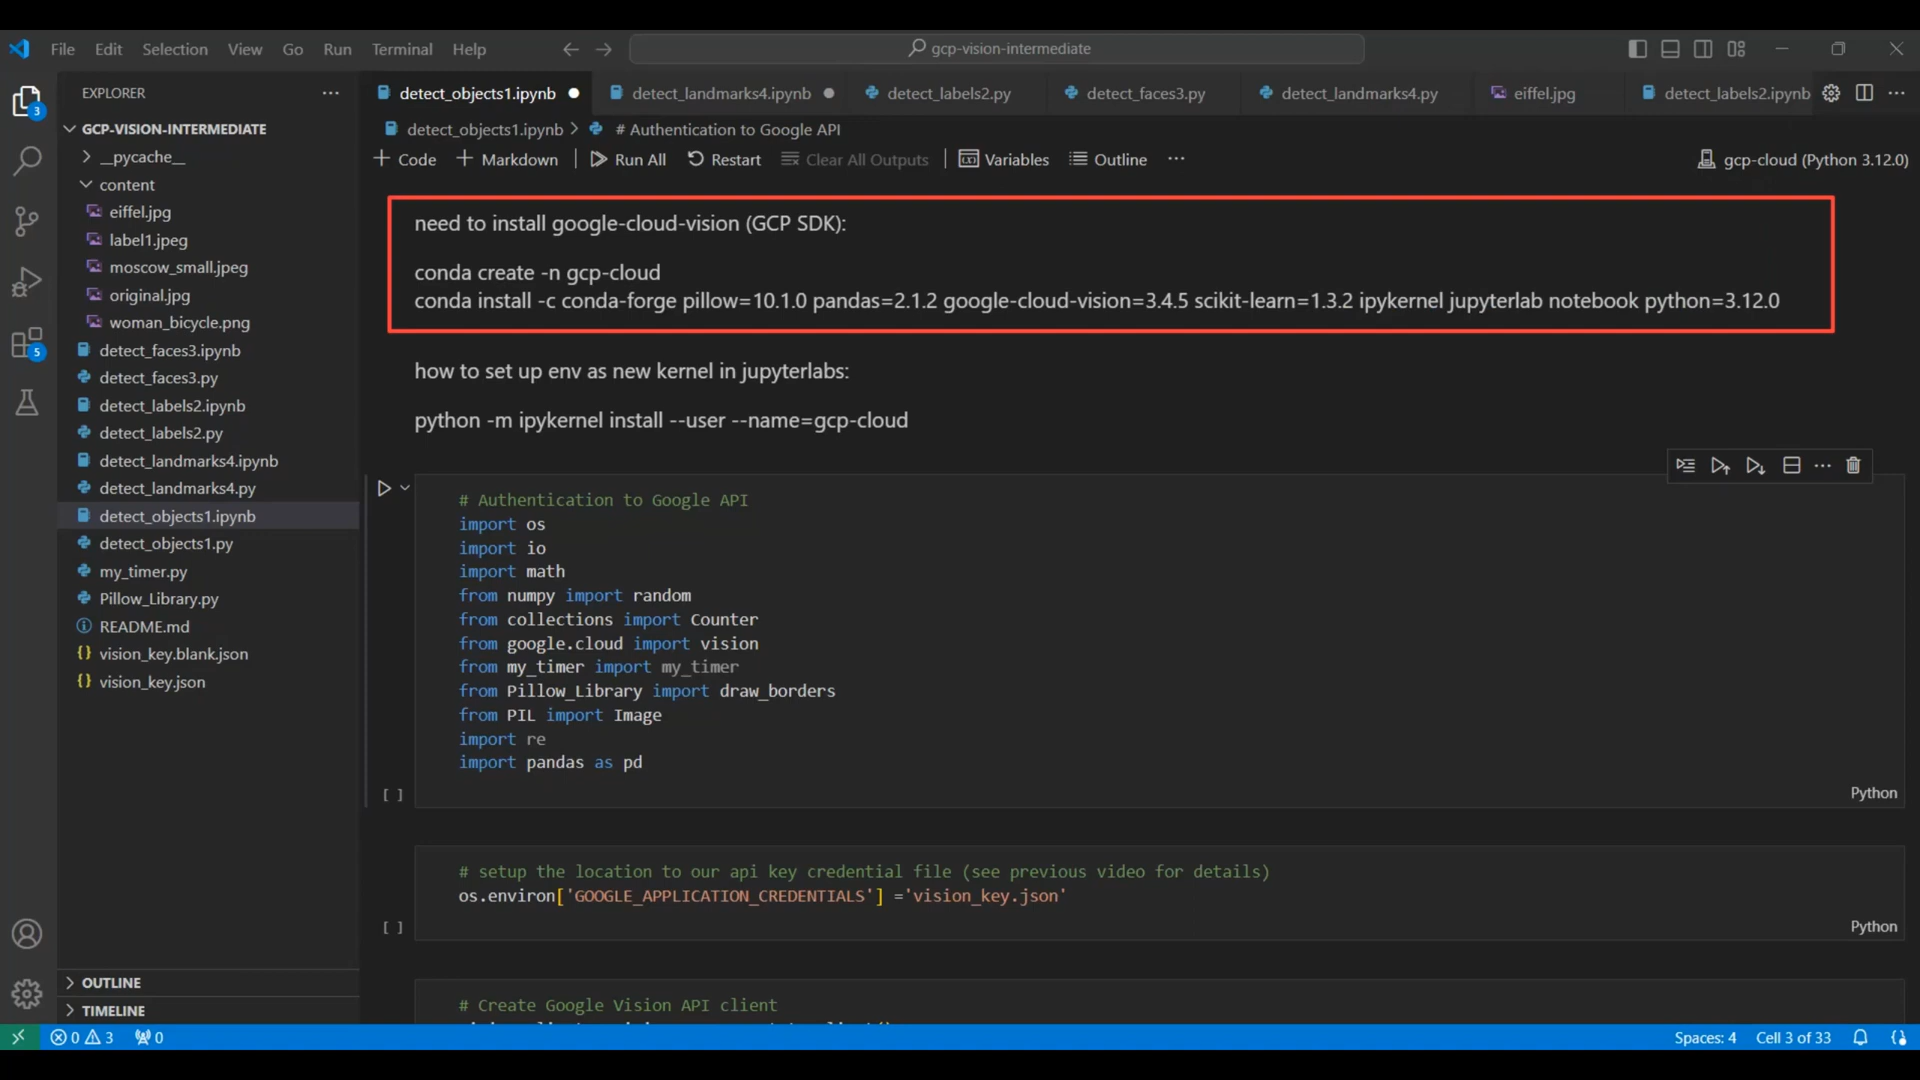 File Edit Selection View Go Run Terminal Help
gcp-vision-intermediate
EXPLORER
detect_objects1.ipynb
detect_landmarks4.ipynb
detect_labels2.py
detect_faces3.py
detect_landmarks4.py
eiffel.jpg
detect_labels2.ipynb
GCP-VISION-INTERMEDIATE
__pycache__
content
eiffel.jpg
label1.jpeg
moscow_small.jpeg
original.jpg
woman_bicycle.png
detect_faces3.ipynb
detect_faces3.py
detect_labels2.ipynb
detect_labels2.py
detect_landmarks4.ipynb
detect_landmarks4.py
detect_objects1.ipynb
detect_objects1.py
my_timer.py
Pillow_Library.py
README.md
vision_key.blank.json
vision_key.json
OUTLINE
TIMELINE
3
5
detect_objects1.ipynb > # Authentication to Google API
+ Code + Markdown | Run All Restart Clear All Outputs | Variables Outline ...
gcp-cloud (Python 3.12.0)
need to install google-cloud-vision (GCP SDK):
conda create -n gcp-cloud
conda install -c conda-forge pillow=10.1.0 pandas=2.1.2 google-cloud-vision=3.4.5 scikit-learn=1.3.2 ipykernel jupyterlab notebook python=3.12.0
how to set up env as new kernel in jupyterlabs:
python -m ipykernel install --user --name=gcp-cloud
# Authentication to Google API
import os
import io
import math
from numpy import random
from collections import Counter
from google.cloud import vision
from my_timer import my_timer
from Pillow_Library import draw_borders
from PIL import Image
import re
import pandas as pd
[ ]
Python
# setup the location to our api key credential file (see previous video for details)
os.environ['GOOGLE_APPLICATION_CREDENTIALS'] ='vision_key.json'
[ ]
Python
# Create Google Vision API client
0 3 0
Spaces: 4 Cell 3 of 33